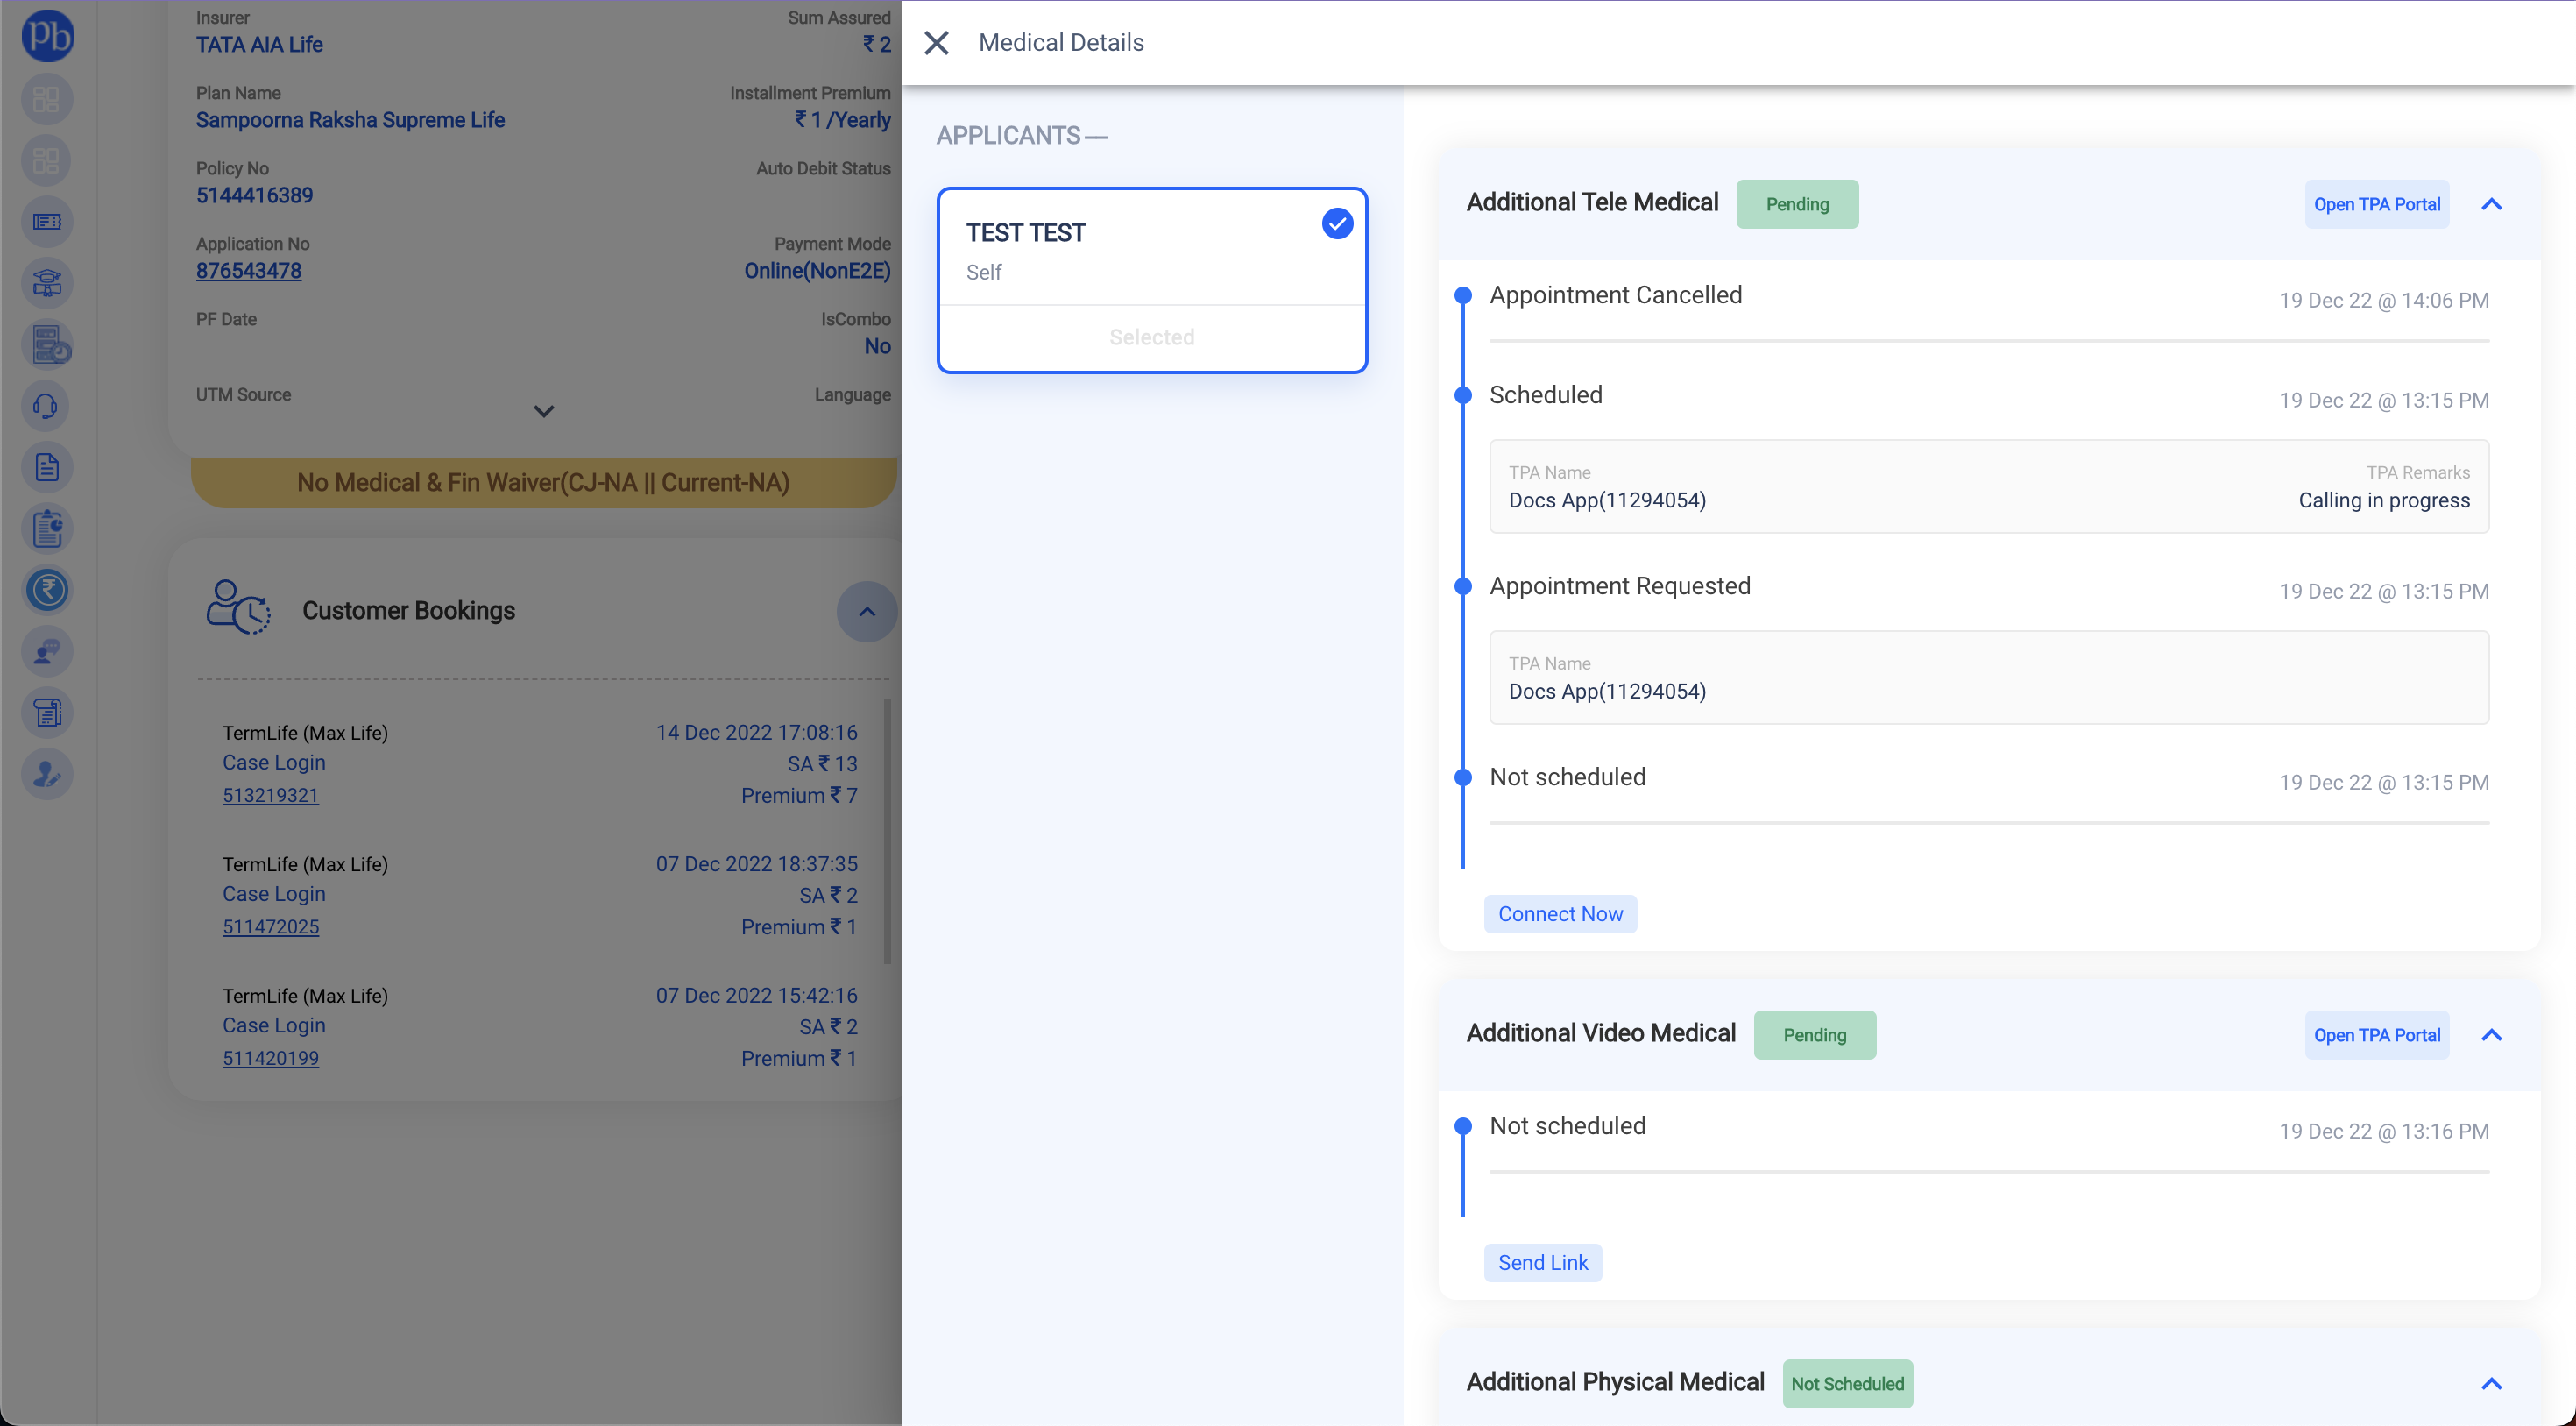 pb
Insurer
Sum Assured
TATA AIA Life
₹ 2
Plan Name
Installment Premium
Sampoorna Raksha Supreme Life
₹ 1 /Yearly
Policy No
Auto Debit Status
5144416389
Application No
Payment Mode
876543478
Online(NonE2E)
PF Date
IsCombo
No
UTM Source
Language
No Medical & Fin Waiver(CJ-NA || Current-NA)
Customer Bookings
TermLife (Max Life)
14 Dec 2022 17:08:16
Case Login
SA ₹ 13
513219321
Premium ₹ 7
TermLife (Max Life)
07 Dec 2022 18:37:35
Case Login
SA ₹ 2
511472025
Premium ₹ 1
TermLife (Max Life)
07 Dec 2022 15:42:16
Case Login
SA ₹ 2
511420199
Premium ₹ 1
Medical Details
APPLICANTS—
TEST TEST
Self
Selected
Additional Tele Medical
Pending
Open TPA Portal
Appointment Cancelled
19 Dec 22 @ 14:06 PM
Scheduled
19 Dec 22 @ 13:15 PM
TPA Name
TPA Remarks
Docs App(11294054)
Calling in progress
Appointment Requested
19 Dec 22 @ 13:15 PM
TPA Name
Docs App(11294054)
Not scheduled
19 Dec 22 @ 13:15 PM
Connect Now
Additional Video Medical
Pending
Open TPA Portal
Not scheduled
19 Dec 22 @ 13:16 PM
Send Link
Additional Physical Medical
Not Scheduled